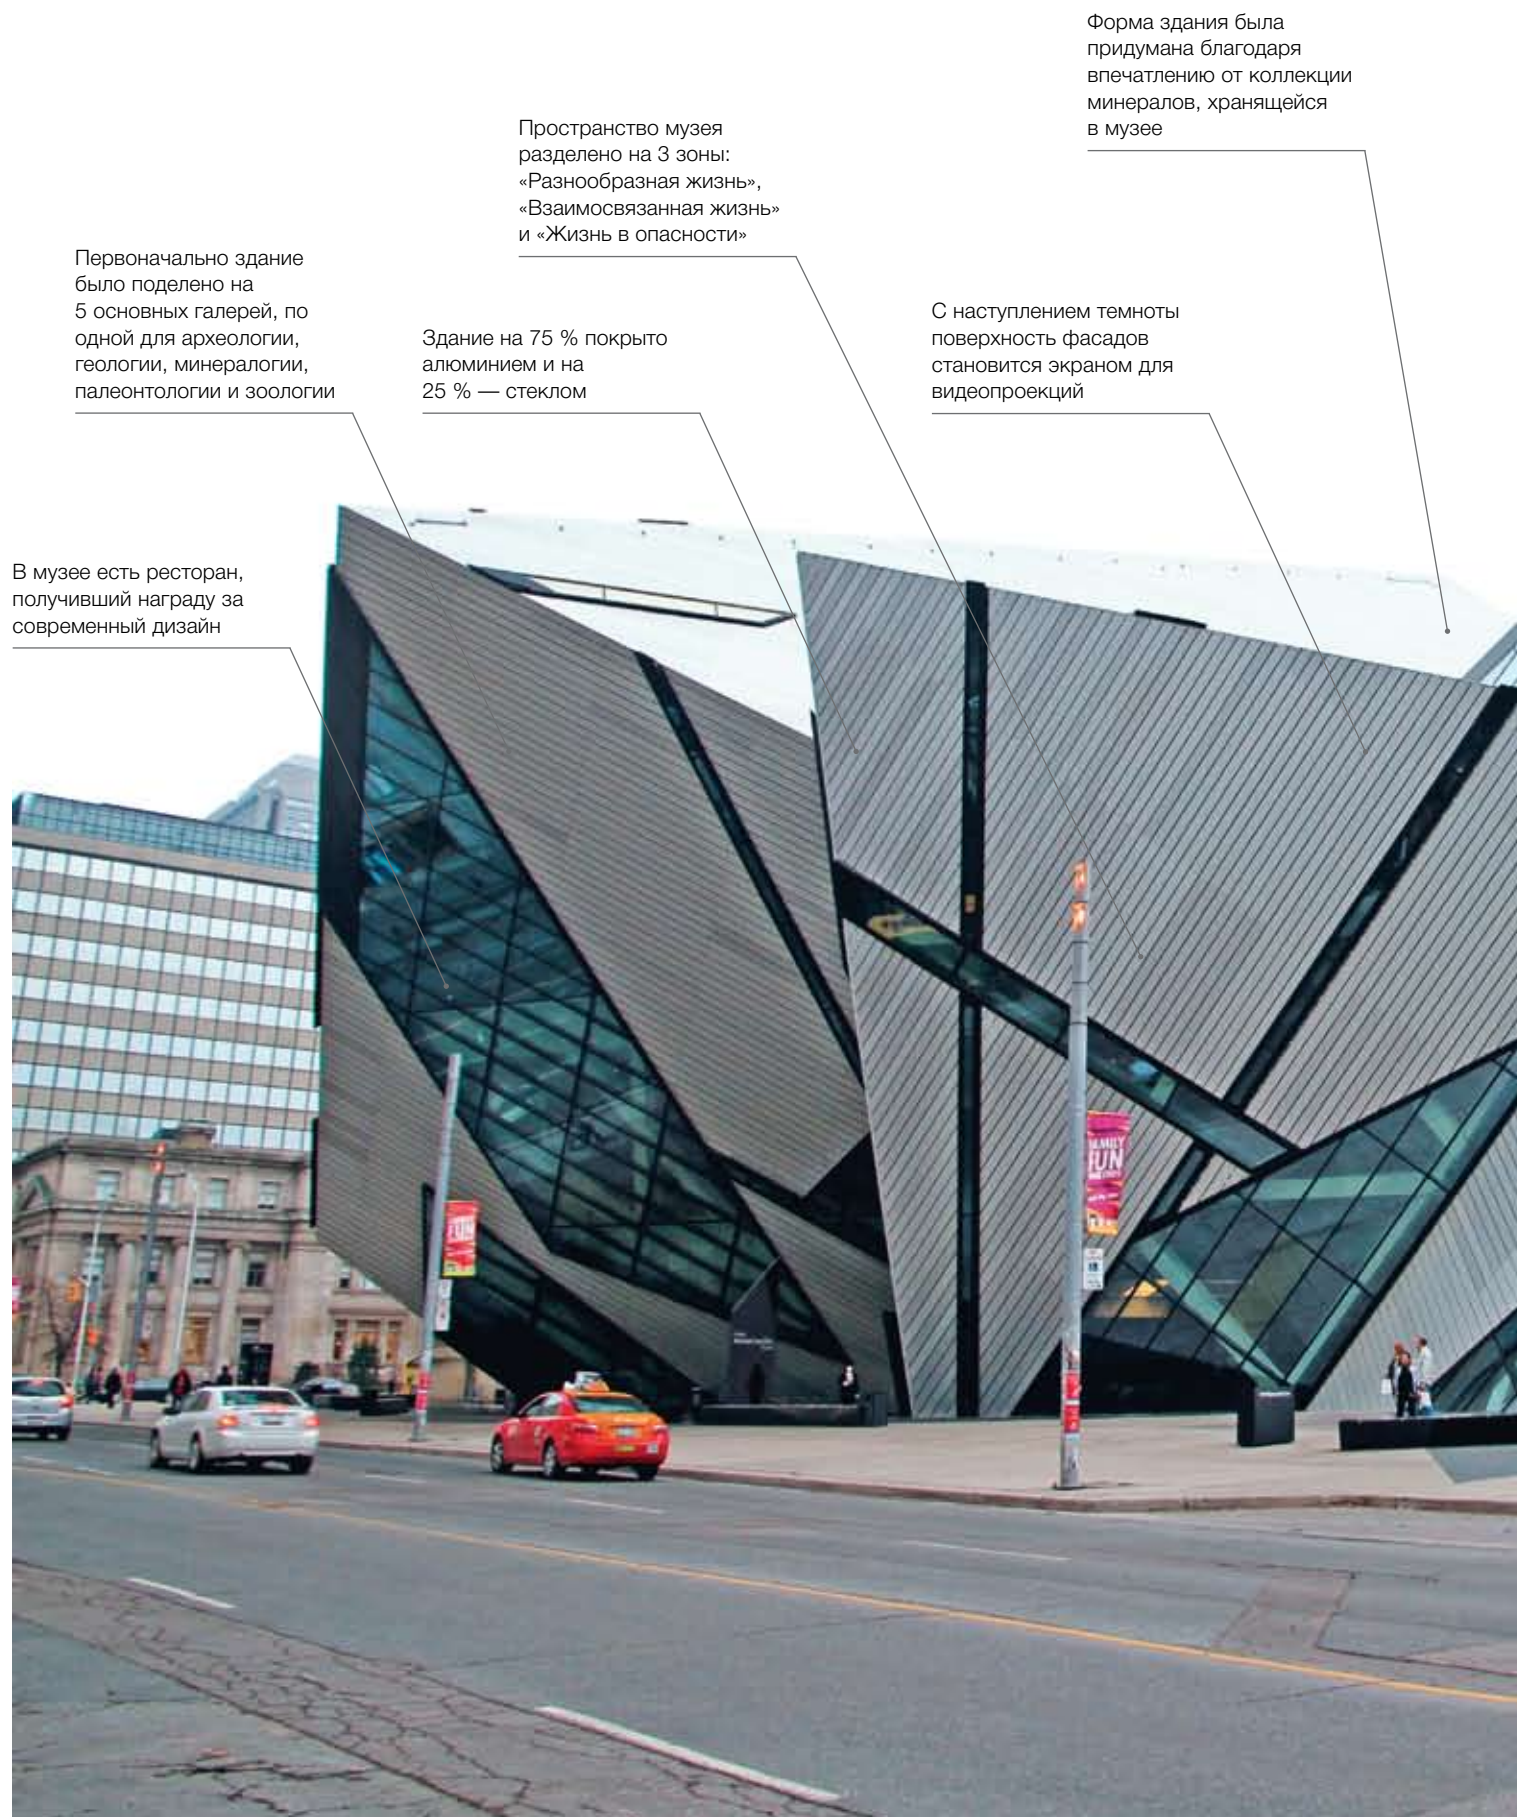 Форма здания была
придумана благодаря
впечатлению от коллекции
минералов, хранящейся
в музее
Пространство музея
разделено на 3 зоны:
«Разнообразная жизнь»,
«Взаимосвязанная жизнь»
и «Жизнь в опасности»
Первоначально здание
было поделено на
5 основных галерей, по
одной для археологии,
геологии, минералогии,
палеонтологии и зоологии
Здание на 75 % покрыто
алюминием и на
25 % — стеклом
С наступлением темноты
поверхность фасадов
становится экраном для
видеопроекций
В музее есть ресторан,
получивший награду за
современный дизайн
FAMILY
FUN
FUN